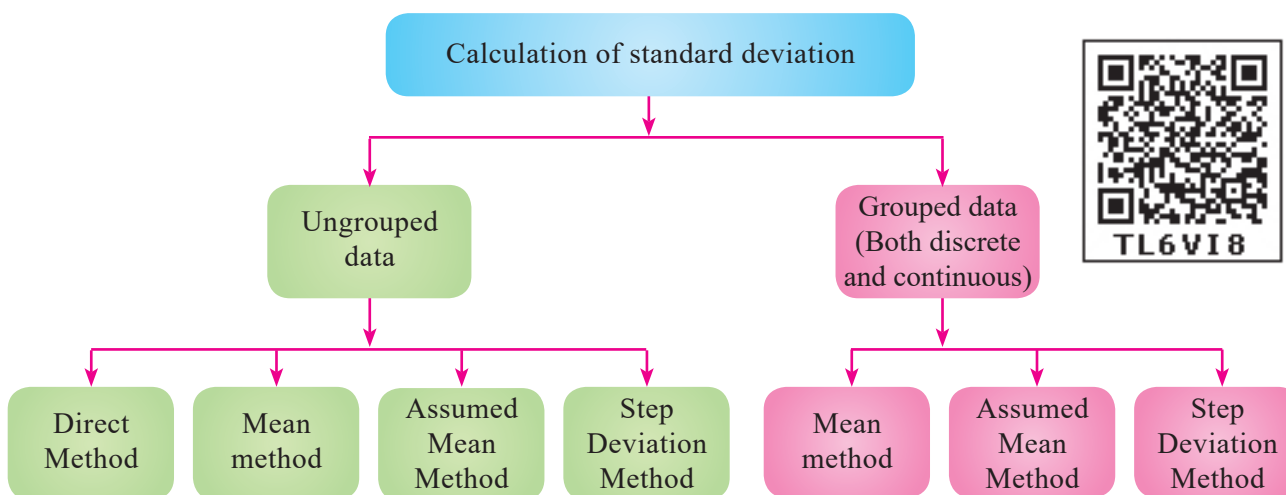 Calculation of standard deviation
TL6VI8
Ungrouped
data
Grouped data
(Both discrete
and continuous)
Direct
Method
Mean
method
Assumed
Mean
Method
Step
Deviation
Method
Mean
method
Assumed
Mean
Method
Step
Deviation
Method